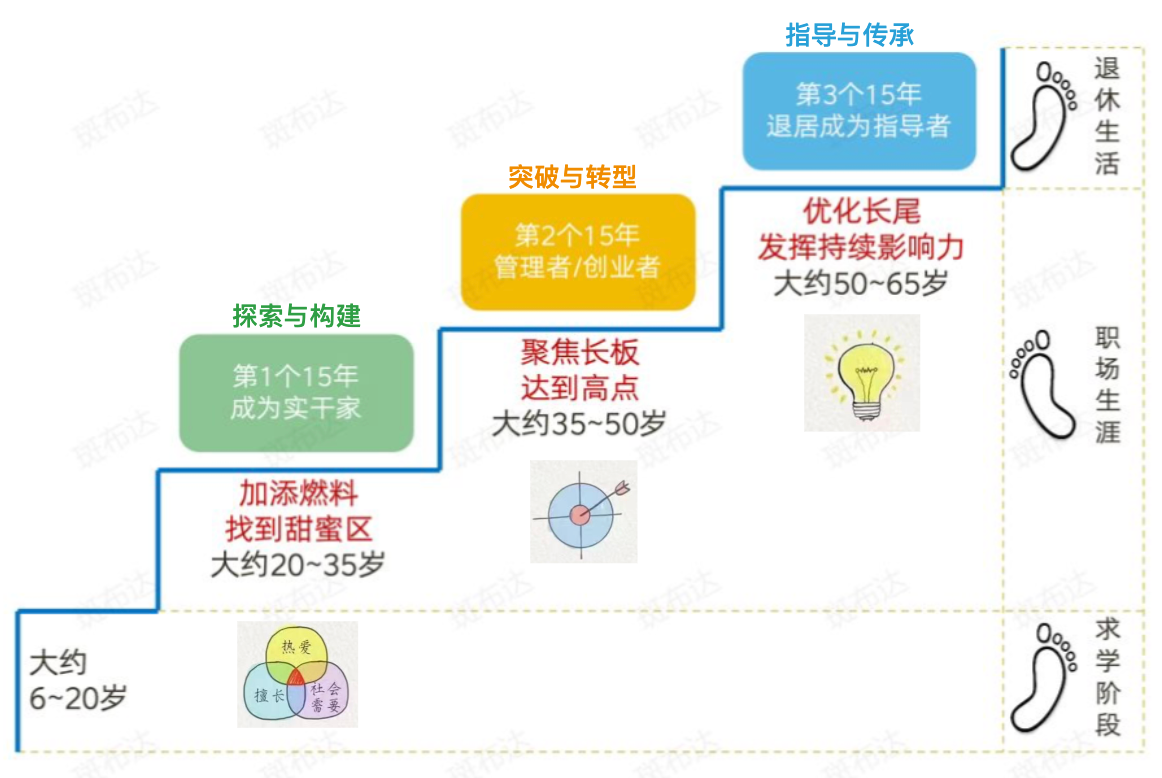 指导与传承
第3个15年
退居成为指导者
退休生活
突破与转型
第2个15年
管理者/创业者
优化长尾
发挥持续影响力
大约50~65岁
探索与构建
第1个15年
成为实干家
聚焦长板
达到高点
大约35~50岁
职场生涯
加添燃料
找到甜蜜区
大约20~35岁
大约
6~20岁
热爱
擅长
社会
需要
求学阶段
斑布达